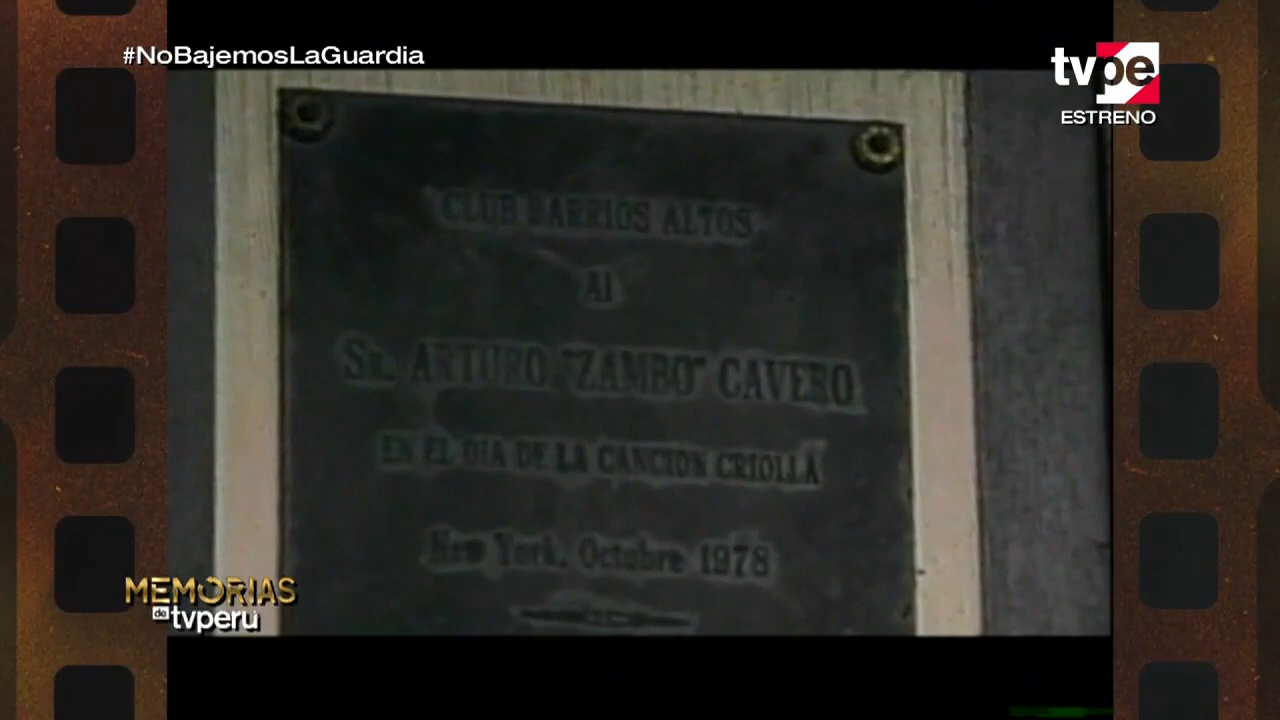 #NoBajemosLaGuardia
tvpe
ESTRENO
CLUB BARRIOS ALTOS
Al
SR. ARTURO "ZAMBO" CAVERO
EN EL DIA DE LA CANCION CRIOLLA
New York, Octubre 1978
MEMORIAS
de tvperu